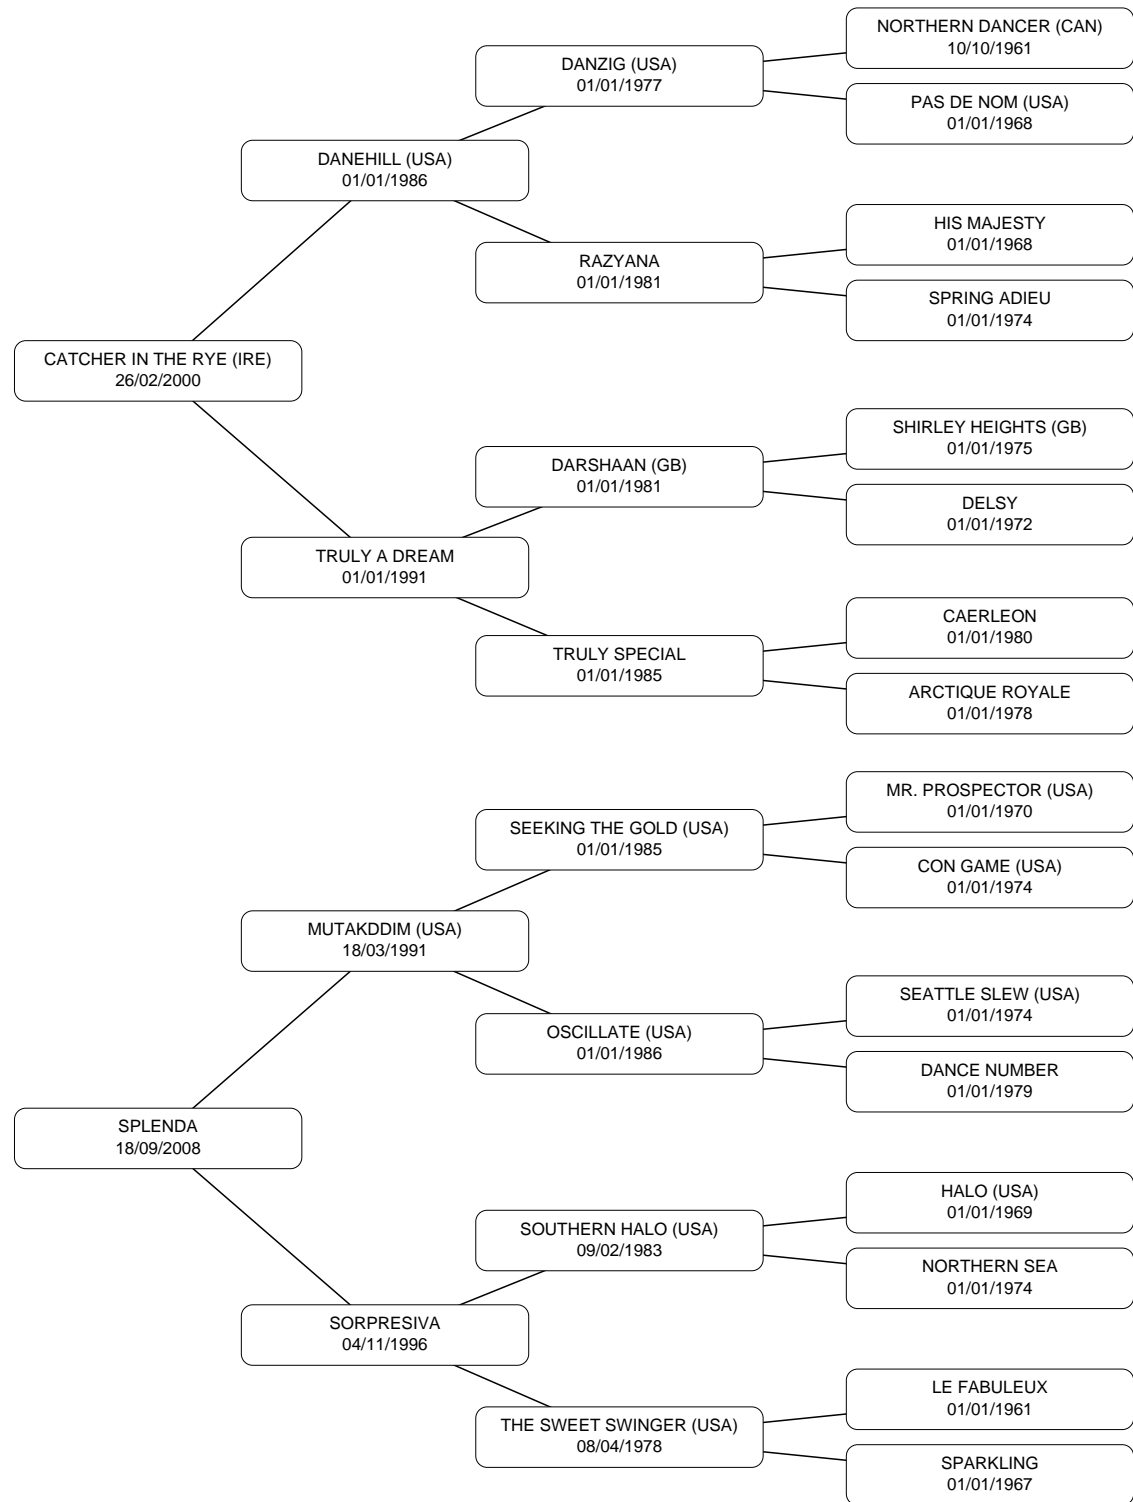 NORTHERN DANCER (CAN)
10/10/1961
DANZIG (USA)
01/01/1977
PAS DE NOM (USA)
01/01/1968
DANEHILL (USA)
01/01/1986
HIS MAJESTY
01/01/1968
RAZYANA
01/01/1981
SPRING ADIEU
01/01/1974
CATCHER IN THE RYE (IRE)
26/02/2000
SHIRLEY HEIGHTS (GB)
01/01/1975
DARSHAAN (GB)
01/01/1981
DELSY
01/01/1972
TRULY A DREAM
01/01/1991
CAERLEON
01/01/1980
TRULY SPECIAL
01/01/1985
ARCTIQUE ROYALE
01/01/1978
MR. PROSPECTOR (USA)
01/01/1970
SEEKING THE GOLD (USA)
01/01/1985
CON GAME (USA)
01/01/1974
MUTAKDDIM (USA)
18/03/1991
SEATTLE SLEW (USA)
01/01/1974
OSCILLATE (USA)
01/01/1986
DANCE NUMBER
01/01/1979
SPLENDA
18/09/2008
HALO (USA)
01/01/1969
SOUTHERN HALO (USA)
09/02/1983
NORTHERN SEA
01/01/1974
SORPRESIVA
04/11/1996
LE FABULEUX
01/01/1961
THE SWEET SWINGER (USA)
08/04/1978
SPARKLING
01/01/1967